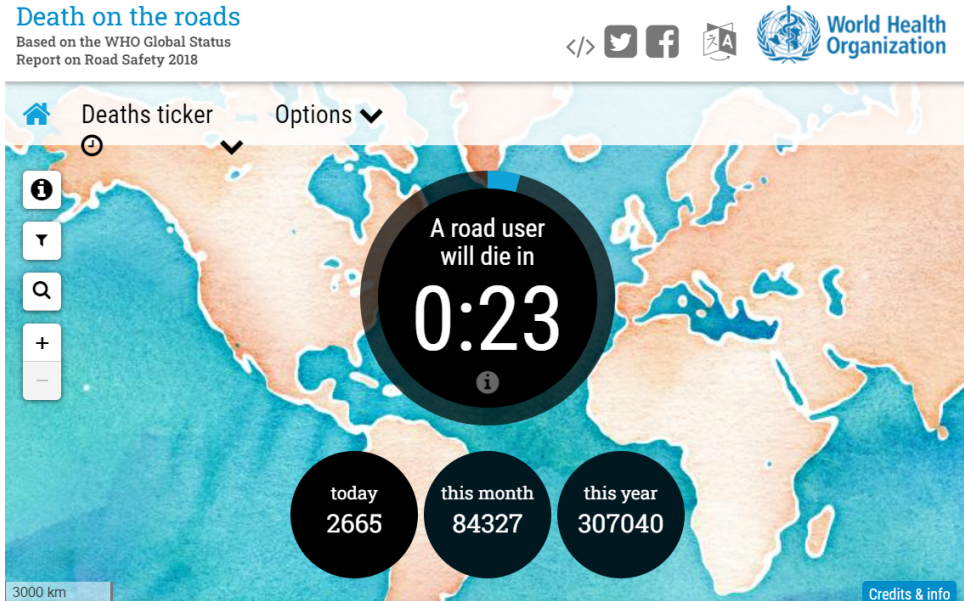 Death on the roads
Based on the WHO Global Status
Report on Road Safety 2018
</>
World Health
Organization
Deaths ticker
Options
A road user
will die in
0:23
today
2665
this month
84327
this year
307040
3000 km
Credits & info